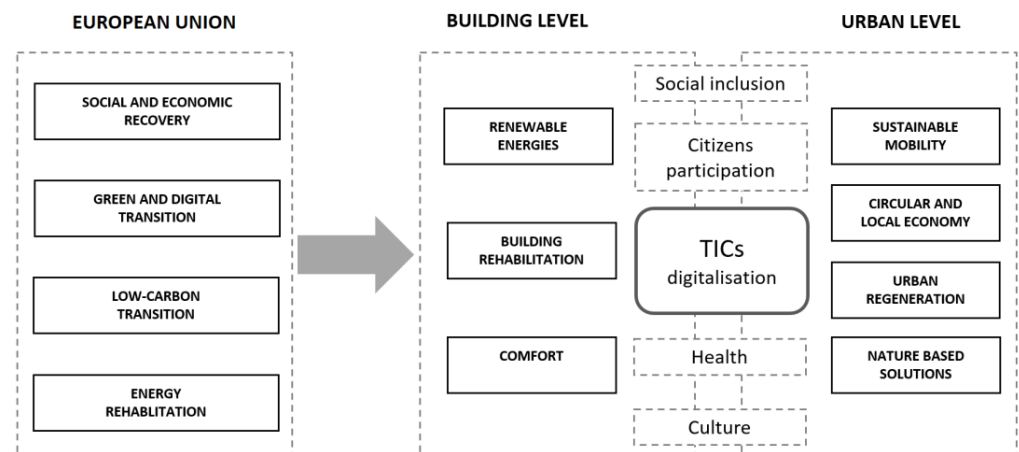 EUROPEAN UNION
SOCIAL AND ECONOMIC
RECOVERY
GREEN AND DIGITAL
TRANSITION
LOW-CARBON
TRANSITION
ENERGY
REHABLITATION
BUILDING LEVEL
RENEWABLE
ENERGIES
BUILDING
REHABILITATION
COMFORT
Social inclusion
Citizens
participation
TICs
digitalisation
Health
Culture
URBAN LEVEL
SUSTAINABLE
MOBILITY
CIRCULAR AND
LOCAL ECONOMY
URBAN
REGENERATION
NATURE BASED
SOLUTIONS